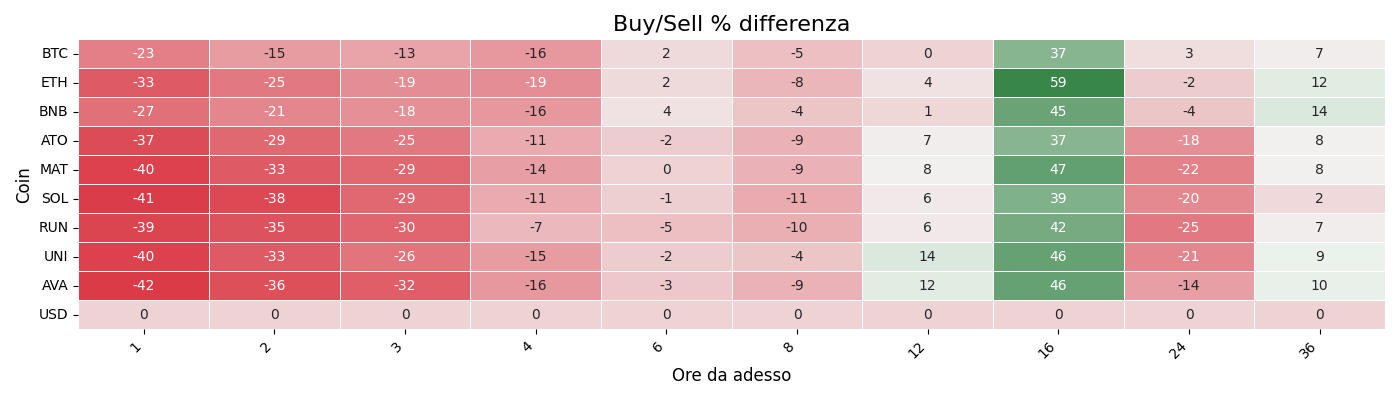 Buy/Sell % differenza
Coin
BTC -23 -15 -13 -16 2 -5 0 37 3 7
ETH -33 -25 -19 -19 2 -8 4 59 -2 12
BNB -27 -21 -18 -16 4 -4 1 45 -4 14
ATO -37 -29 -25 -11 -2 -9 7 37 -18 8
MAT -40 -33 -29 -14 0 -9 8 47 -22 8
SOL -41 -38 -29 -11 -1 -11 6 39 -20 2
RUN -39 -35 -30 -7 -5 -10 6 42 -25 7
UNI -40 -33 -26 -15 -2 -4 14 46 -21 9
AVA -42 -36 -32 -16 -3 -9 12 46 -14 10
USD 0 0 0 0 0 0 0 0 0 0
1 2 3 4 6 8 12 16 24 36
Ore da adesso